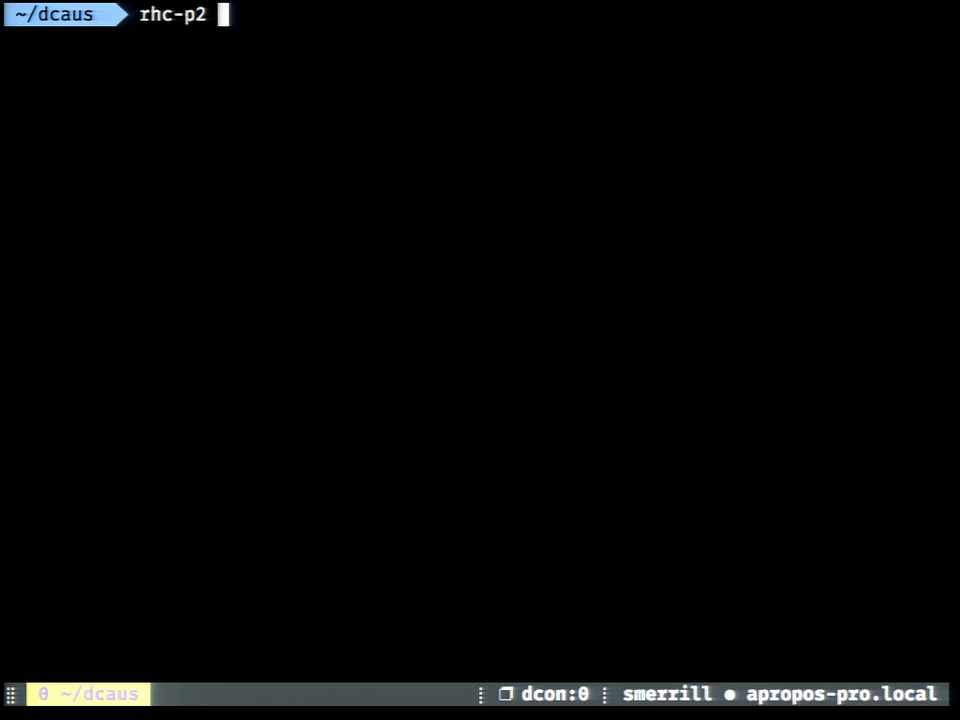 ~/dcaus rhc-p2
0 ~/dcaus dcon:0 smerrill ● apropos-pro.local